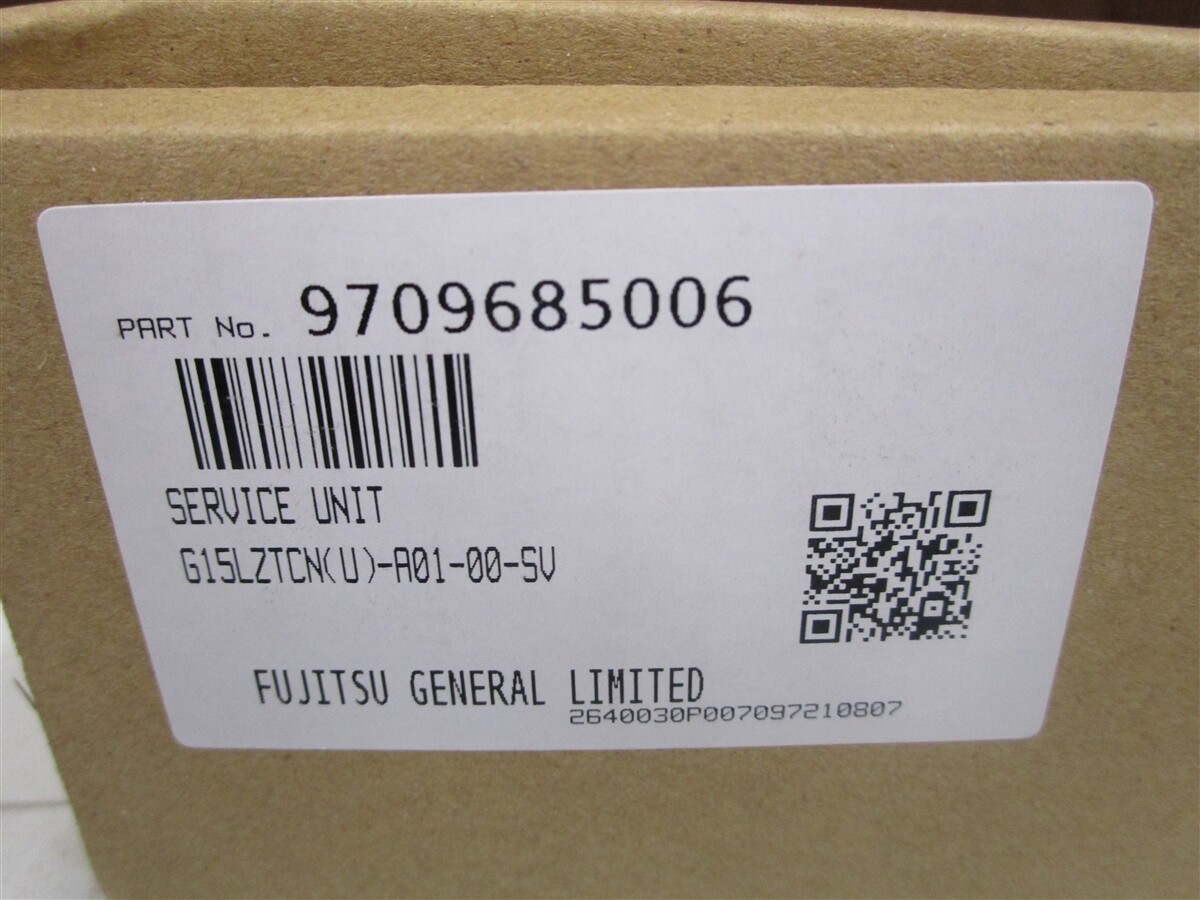 PART No. 9709685006
SERVICE UNIT
G15LZTCN(U)-A01-00-SV
FUJITSU GENERAL LIMITED
2640030P007097210807